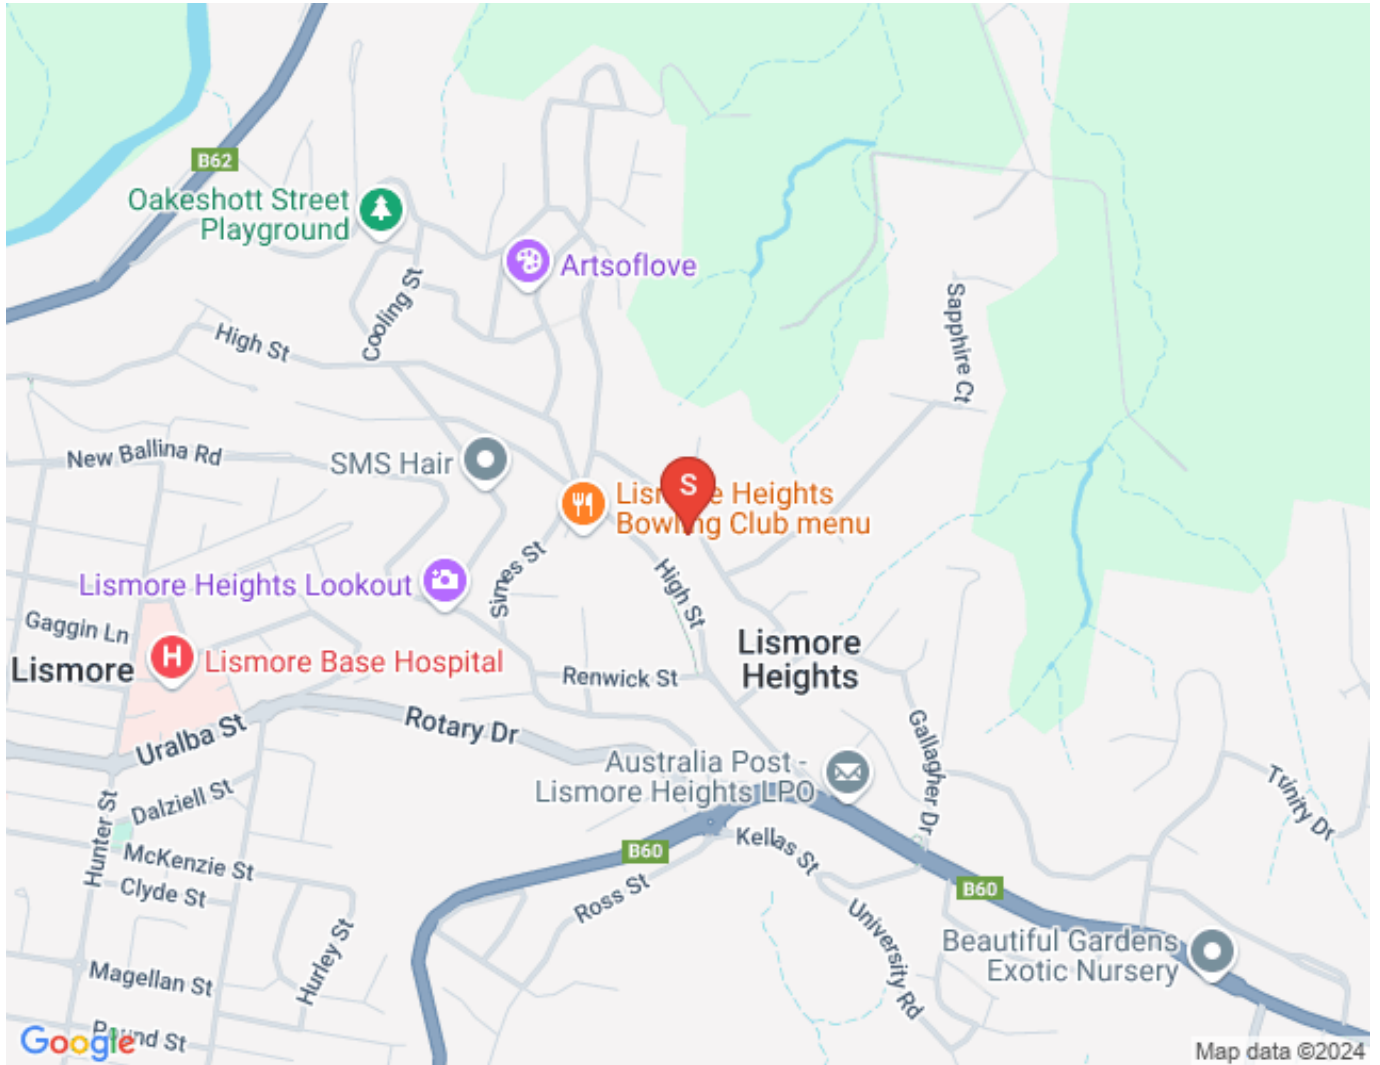 B62
Oakeshott Street
Playground
Artsoflove
Cooling St
High St
Sapphire Ct
New Ballina Rd
SMS Hair
S
Lismore Heights
Bowling Club menu
Simes St
High St
Lismore Heights Lookout
Gaggin Ln
Lismore
H
Lismore Base Hospital
Renwick St
Lismore
Heights
Uralba St
Rotary Dr
Gallagher Dr
Australia Post -
Lismore Heights LPO
Trinity Dr
Dalziell St
Hunter St
McKenzie St
Clyde St
B60
Kellas St
B60
Ross St
University Rd
Hurley St
Beautiful Gardens
Exotic Nursery
Magellan St
Google
Pound St
Map data ©2024